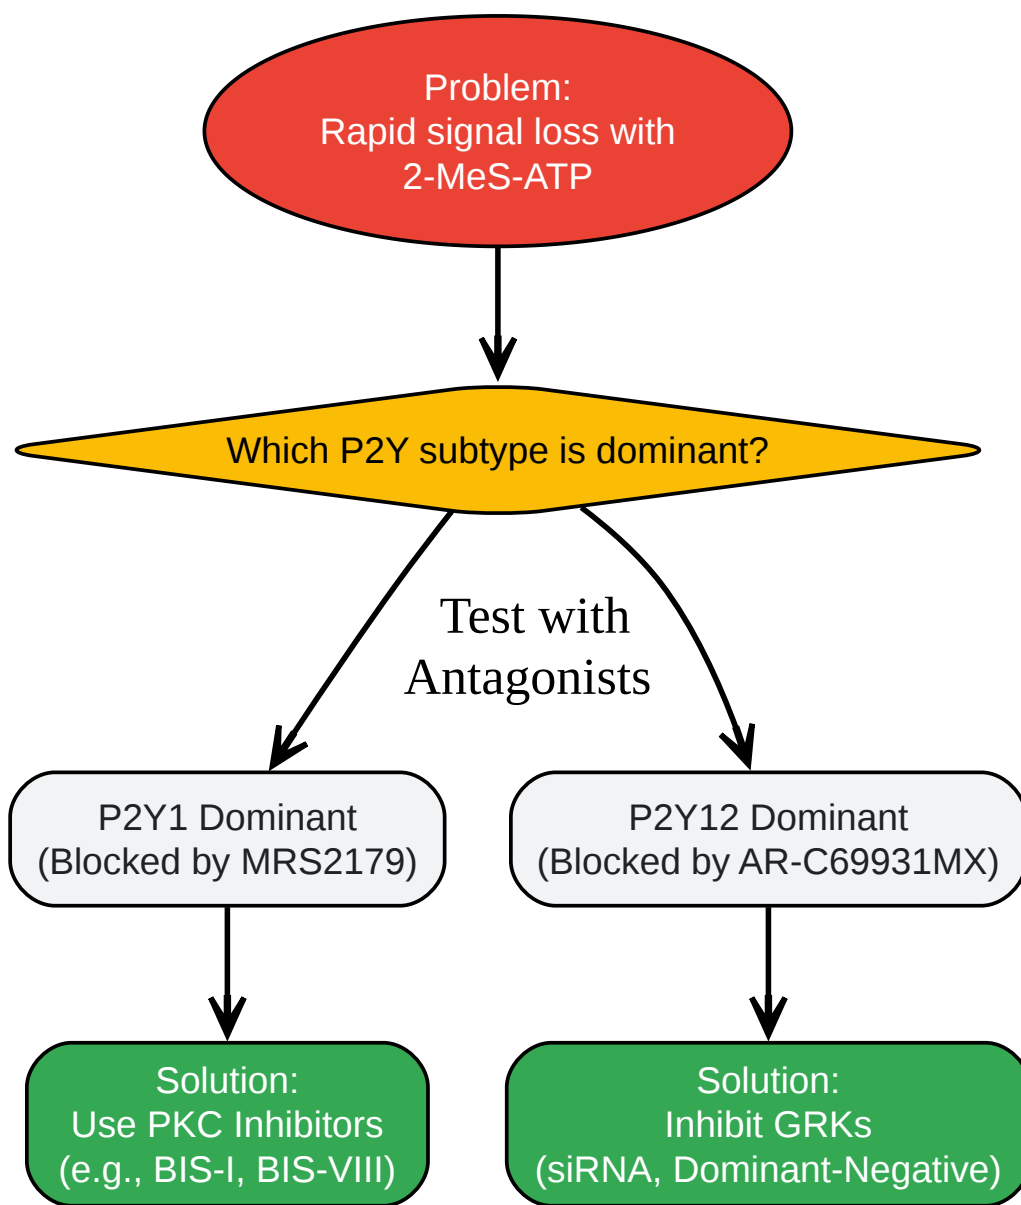 Problem:
Rapid signal loss with
2-MeS-ATP
Which P2Y subtype is dominant?
Test with
Antagonists
P2Y1 Dominant
(Blocked by MRS2179)
P2Y12 Dominant
(Blocked by AR-C69931MX)
Solution:
Use PKC Inhibitors
(e.g., BIS-I, BIS-VIII)
Solution:
Inhibit GRKs
(siRNA, Dominant-Negative)